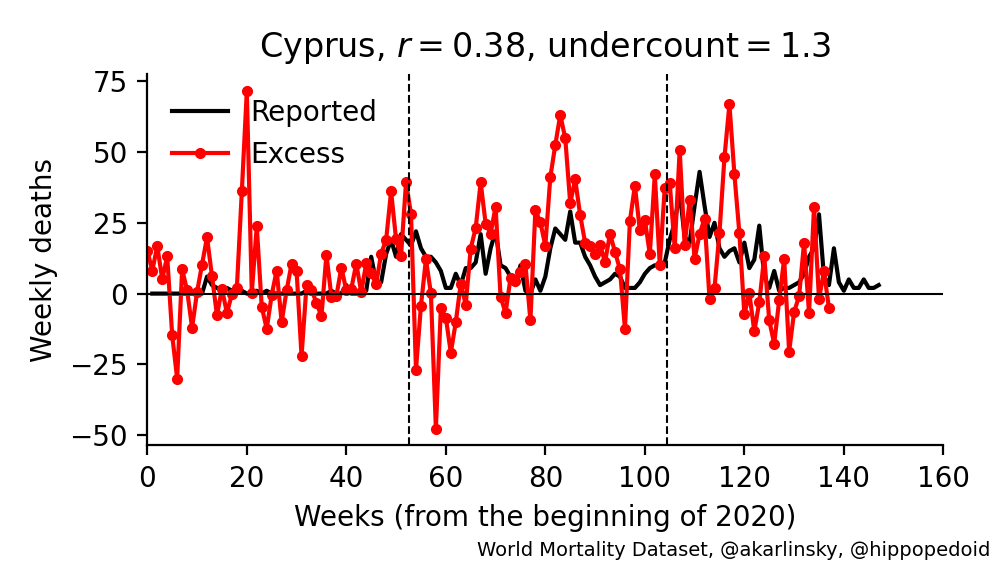 Cyprus, r = 0.38, undercount = 1.3
Weekly deaths
75
50
25
0
−25
−50
Reported
Excess
0 20 40 60 80 100 120 140 160
Weeks (from the beginning of 2020)
World Mortality Dataset, @akarlinsky, @hippopedoid